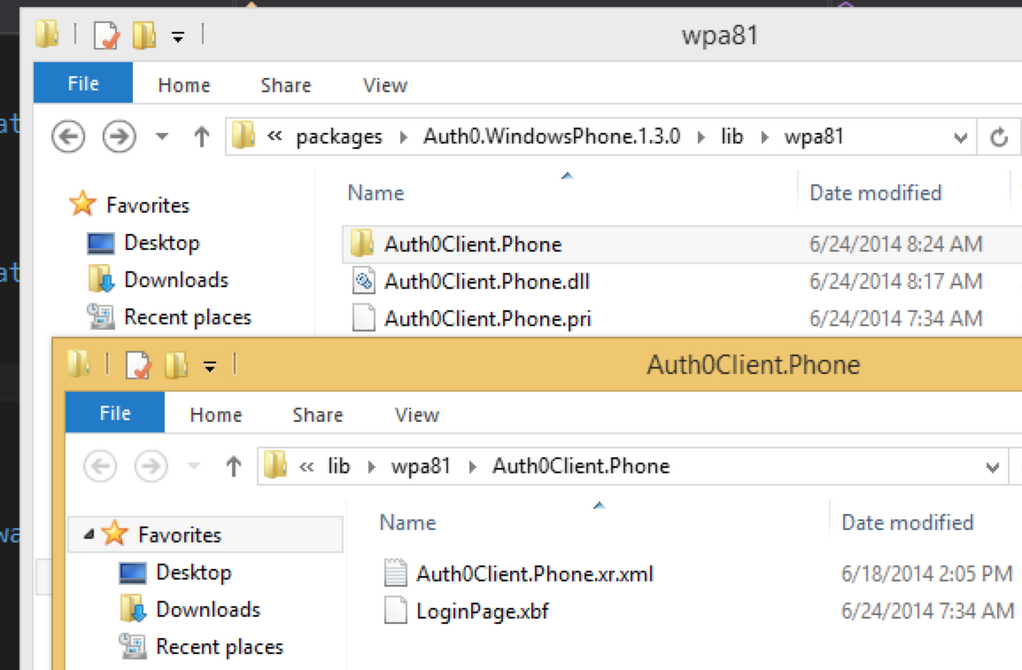 wpa81
File Home Share View
« packages Auth0.WindowsPhone.1.3.0 lib wpa81
Name Date modified
Favorites
Desktop
Downloads
Recent places
Auth0Client.Phone 6/24/2014 8:24 AM
Auth0Client.Phone.dll 6/24/2014 8:17 AM
Auth0Client.Phone.pri 6/24/2014 7:34 AM
at
at
wa
Auth0Client.Phone
File Home Share View
« lib wpa81 Auth0Client.Phone
Name Date modified
Favorites
Desktop
Downloads
Recent places
Auth0Client.Phone.xr.xml 6/18/2014 2:05 PM
LoginPage.xbf 6/24/2014 7:34 AM